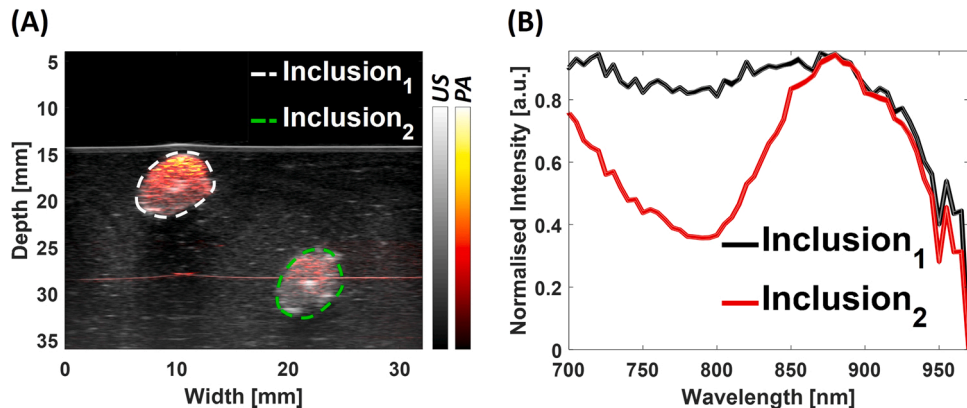 (A)
Inclusion₁
Inclusion₂
US
PA
5
10
15
20
25
30
35
Depth [mm]
0
10
20
30
Width [mm]
(B)
Normalised Intensity [a.u.]
0.8
0.6
0.4
0.2
0
Inclusion₁
Inclusion₂
700
750
800
850
900
950
Wavelength [nm]